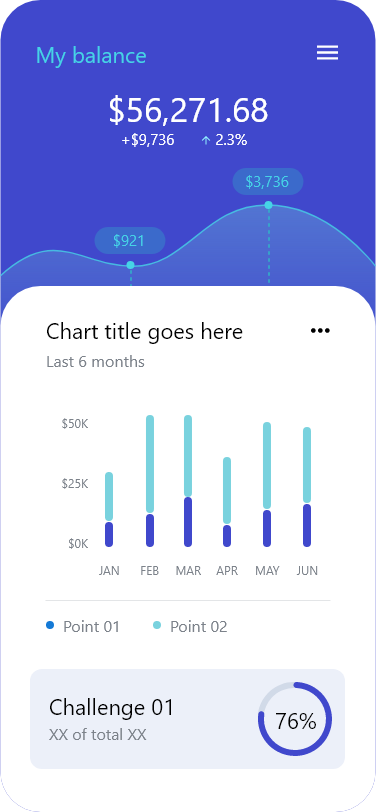 My balance
$56,271.68
+$9,736 ↑ 2.3%
$3,736
$921
Chart title goes here
Last 6 months
$50K
$25K
$0K
JAN FEB MAR APR MAY JUN
Point 01 Point 02
Challenge 01
XX of total XX
76%